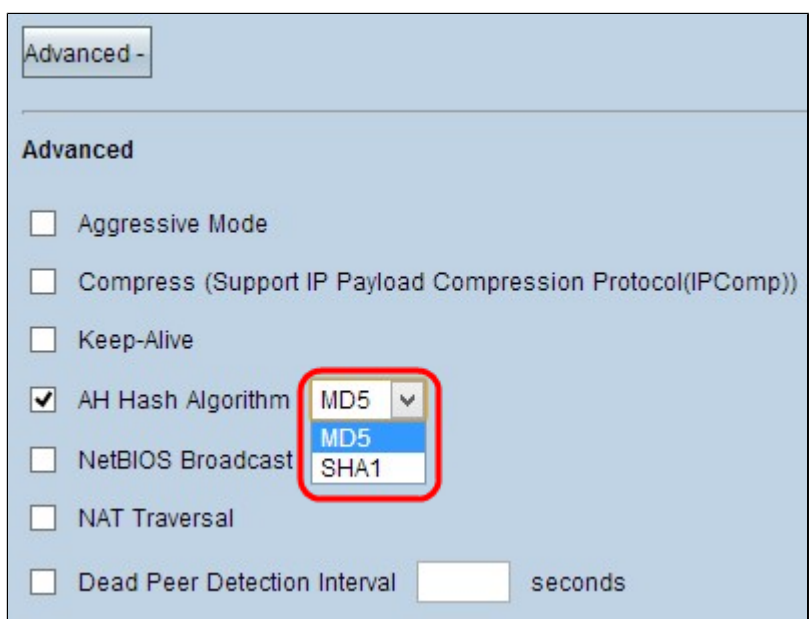 Advanced -
Advanced
Aggressive Mode
Compress (Support IP Payload Compression Protocol(IPComp))
Keep-Alive
AH Hash Algorithm MD5
MD5
NetBIOS Broadcast SHA1
NAT Traversal
Dead Peer Detection Interval seconds